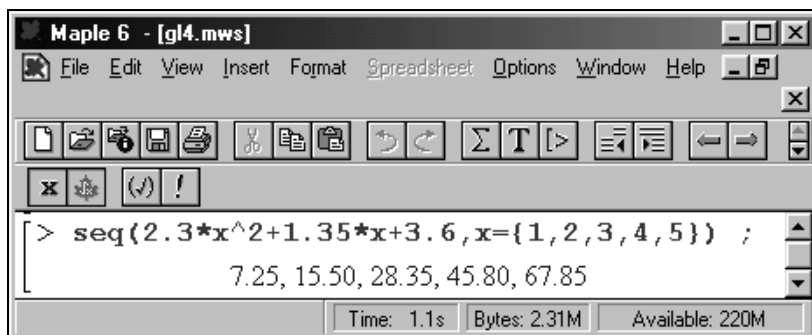 Maple 6 - [gl4.mws]
File Edit View Insert Format Spreadsheet Options Window Help
Σ T [>
x (√) !
> seq(2.3*x^2+1.35*x+3.6,x={1,2,3,4,5}) ;
7.25, 15.50, 28.35, 45.80, 67.85
Time: 1.1s Bytes: 2.31M Available: 220M